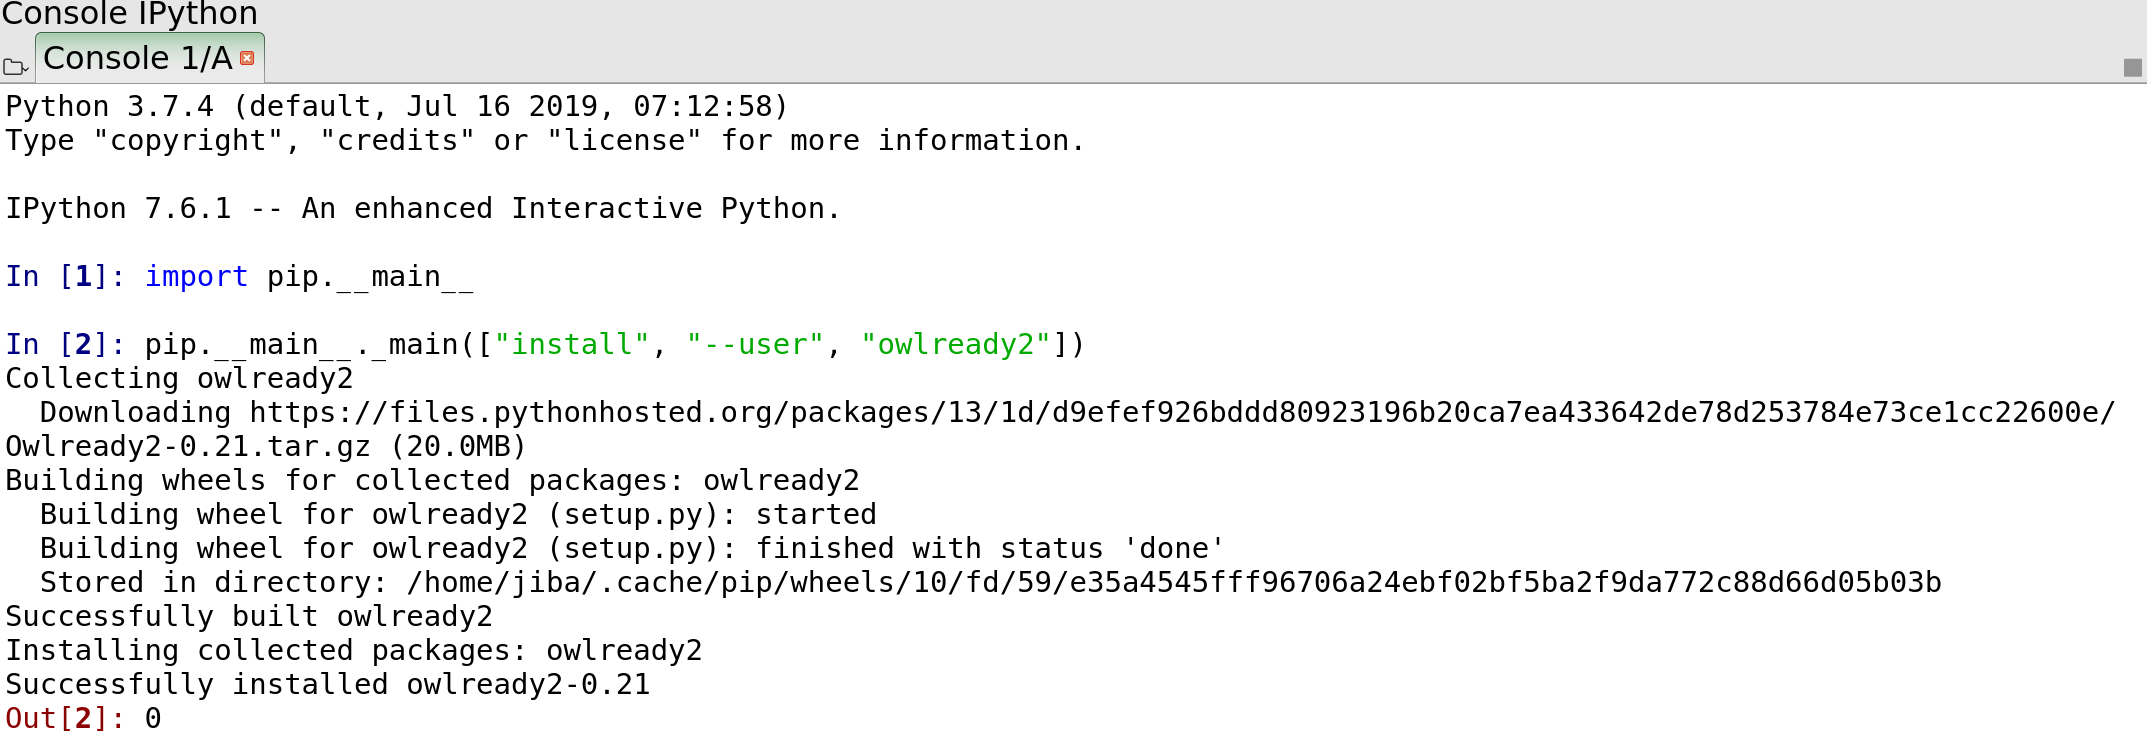 Console IPython
Console 1/A
Python 3.7.4 (default, Jul 16 2019, 07:12:58)
Type "copyright", "credits" or "license" for more information.
IPython 7.6.1 -- An enhanced Interactive Python.
In [1]: import pip.__main__
In [2]: pip.__main__._main(["install", "--user", "owlready2"])
Collecting owlready2
  Downloading https://files.pythonhosted.org/packages/13/1d/d9efef926bddd80923196b20ca7ea433642de78d253784e73ce1cc22600e/
Owlready2-0.21.tar.gz (20.0MB)
Building wheels for collected packages: owlready2
  Building wheel for owlready2 (setup.py): started
  Building wheel for owlready2 (setup.py): finished with status 'done'
  Stored in directory: /home/jiba/.cache/pip/wheels/10/fd/59/e35a4545fff96706a24ebf02bf5ba2f9da772c88d66d05b03b
Successfully built owlready2
Installing collected packages: owlready2
Successfully installed owlready2-0.21
Out[2]: 0